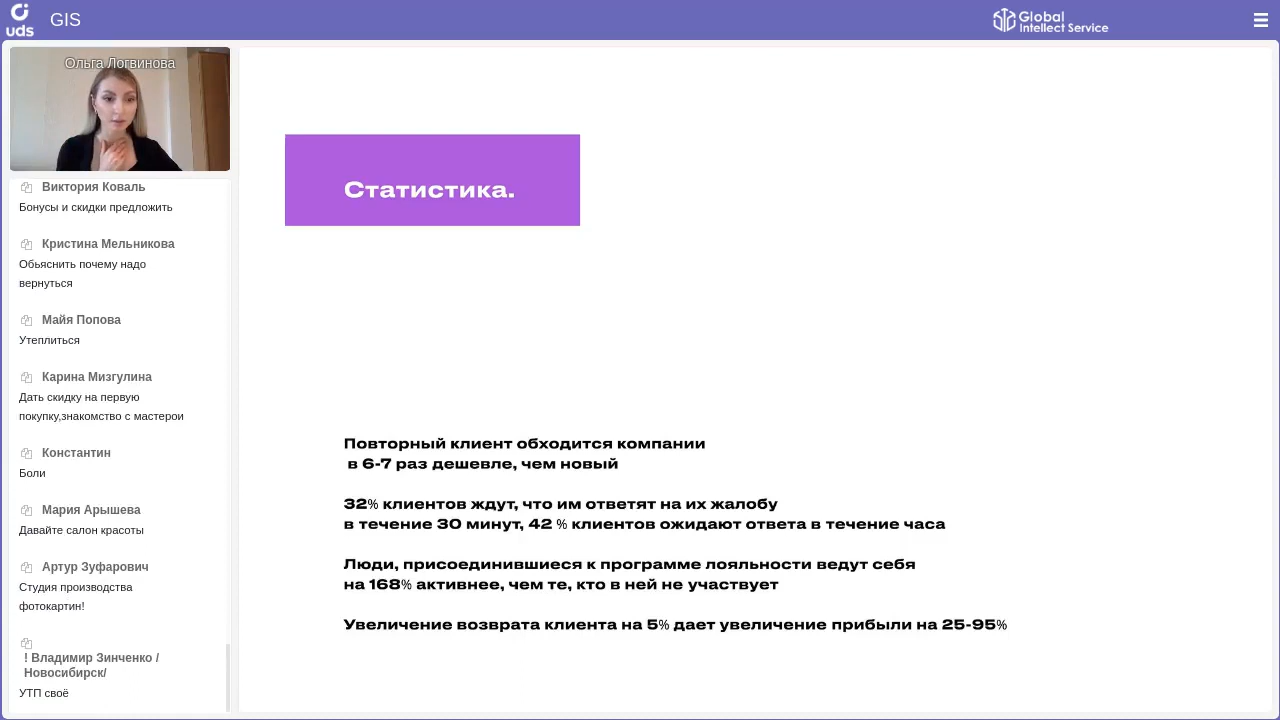 uds
GIS
Global
Intellect Service
Ольга Логвинова
Виктория Коваль
Бонусы и скидки предложить
Кристина Мельникова
Обьяснить почему надо
вернуться
Майя Попова
Утеплиться
Карина Мизгулина
Дать скидку на первую
покупку,знакомство с мастерои
Константин
Боли
Мария Арышева
Давайте салон красоты
Артур Зуфарович
Студия производства
фотокартин!
! Владимир Зинченко /
Новосибирск/
УТП своё
Статистика.
Повторный клиент обходится компании
в 6-7 раз дешевле, чем новый
32% клиентов ждут, что им ответят на их жалобу
в течение 30 минут, 42 % клиентов ожидают ответа в течение часа
Люди, присоединившиеся к программе лояльности ведут себя
на 168% активнее, чем те, кто в ней не участвует
Увеличение возврата клиента на 5% дает увеличение прибыли на 25-95%